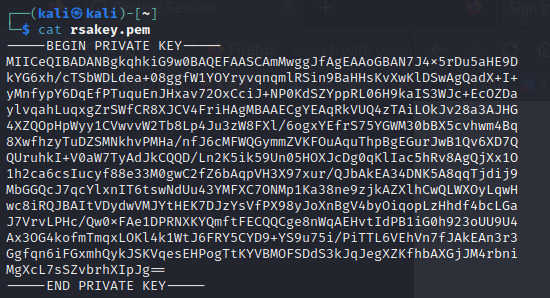 (kali㉿kali)-[~]
$ cat rsakey.pem
-----BEGIN PRIVATE KEY-----
MIICeQIBADANBgkqhkiG9w0BAQEFAASCAmMwggJfAgEAAoGBAN7J4×5rDu5aHE9D
kYG6xh/cTSbWDLdea+08ggfW1YOYryvqnqmlRSin9BaHHsKvXwKlDSwAgQadX+I+
yMnfypY6DqEfPTuquEnJHxav72OxCciJ+NP0KdSZYppRL06H9kaIS3WJc+EcOZDa
ylvqahLuqxgZrSWfCR8XJCV4FriHAgMBAAECgYEAqRkVUQ4zTAiLOkJv28a3AJHG
4XZQOpHpWyy1CVwvvW2Tb8Lp4Ju3zW8FXl/6ogxYEfrS75YGWM30bBX5cvhwm4Bq
8XwfhzyTuDZSMNkhvPMHa/nfJ6cMFWQGymmZVKFOuAquThpBgEGurJwB1Qv6XD7Q
QUruhkI+V0aW7TyAdJkCQQD/Ln2K5ik59Un05HOXJcDg0qKlIac5hRv8AgQjXx1O
1h2ca6csIucyf88e33M0gwC2fZ6bAqpVH3X97xur/QJbAkEA34DNK5A8qqTjdij9
MbGGQcJ7qcYlxnIT6tswNdUu43YMFXC7ONMp1Ka38ne9zjkAZXlhCwQLWXOyLqwH
wc8iRQJBAItDydwVMJYtHEK7DJzYsVfPX98yJoXnBgV4byOiqopLzHhdf4bcLGaJ
J7VrvLPHc/Qw0×FAe1DPRNXKYQmftFECQQCge8nWqAEHvtIdPB1iG0h923oUU9U4
Ax3OG4kofmTmqxLOKl4k1WtJ6FRY5CYD9+YS9u75i/PiTTL6VEhVn7fJAkEAn3r3
Ggfqn6iFGxmhQykJSKVqesEHPogTtKYVBMOFSDdS3kJqJegXZKfhbAXGjJM4rbni
MgXcL7sSZvbrhXIpJg==
-----END PRIVATE KEY-----